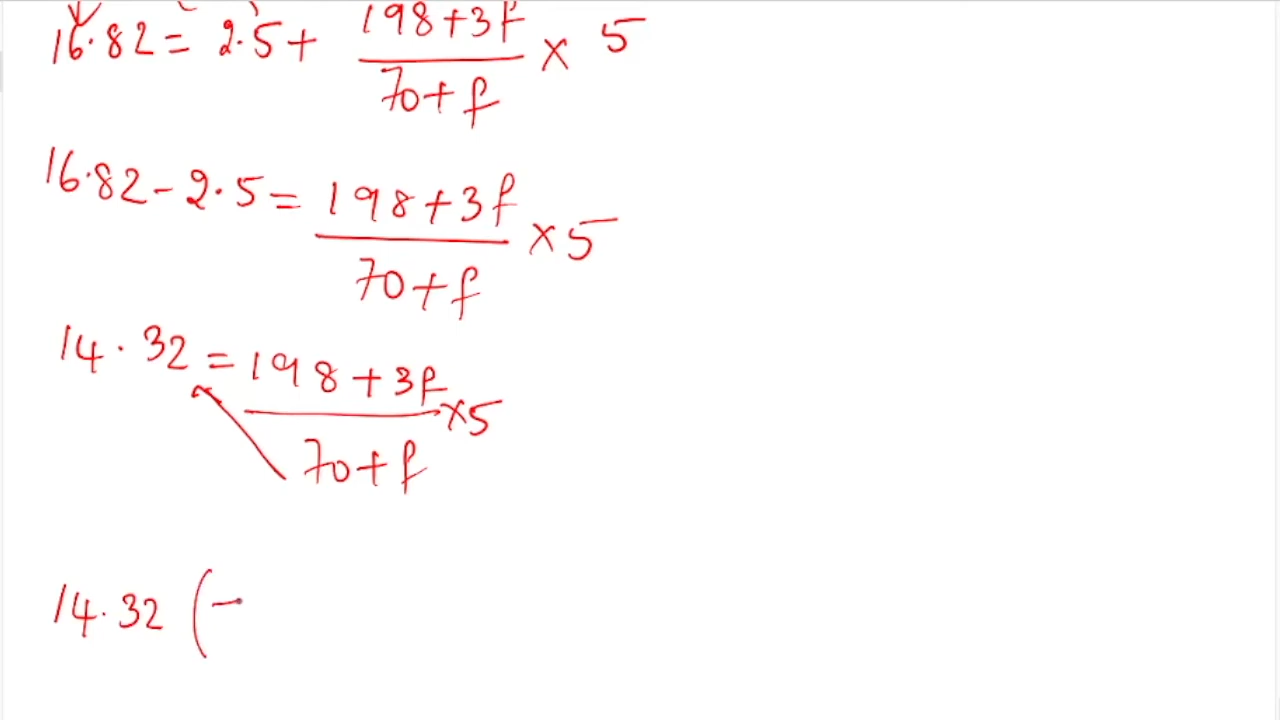 16.82 = 2.5 + 198+3f / 70+f × 5
16.82 - 2.5 = 198+3f / 70+f × 5
14.32 = 198+3f / 70+f ×5
14.32 (